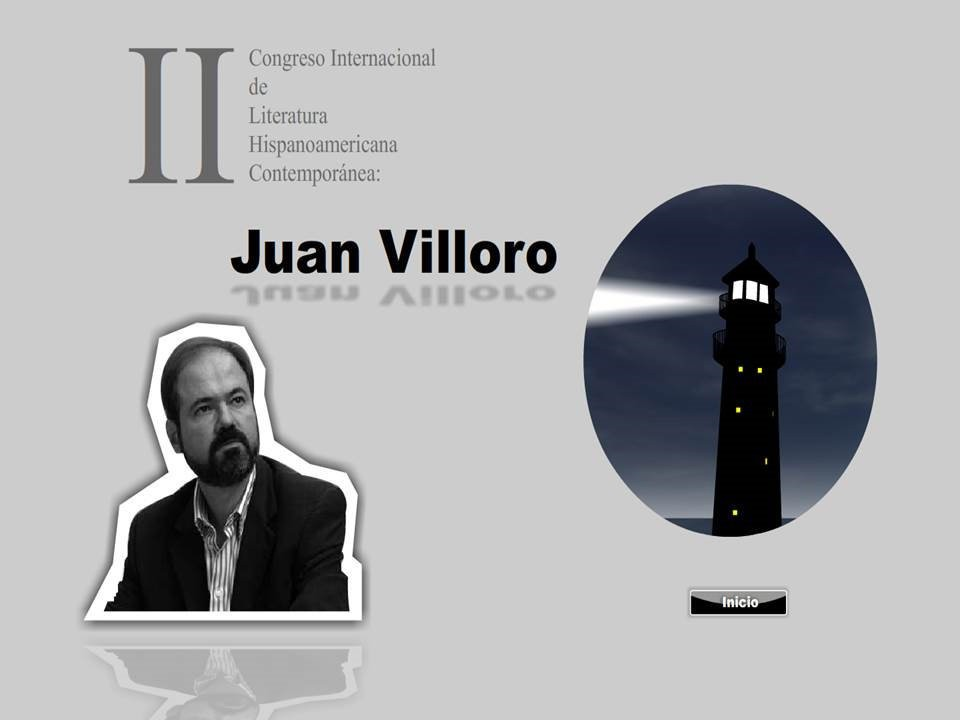 II
Congreso Internacional
de
Literatura
Hispanoamericana
Contemporánea:
Juan Villoro
Inicio